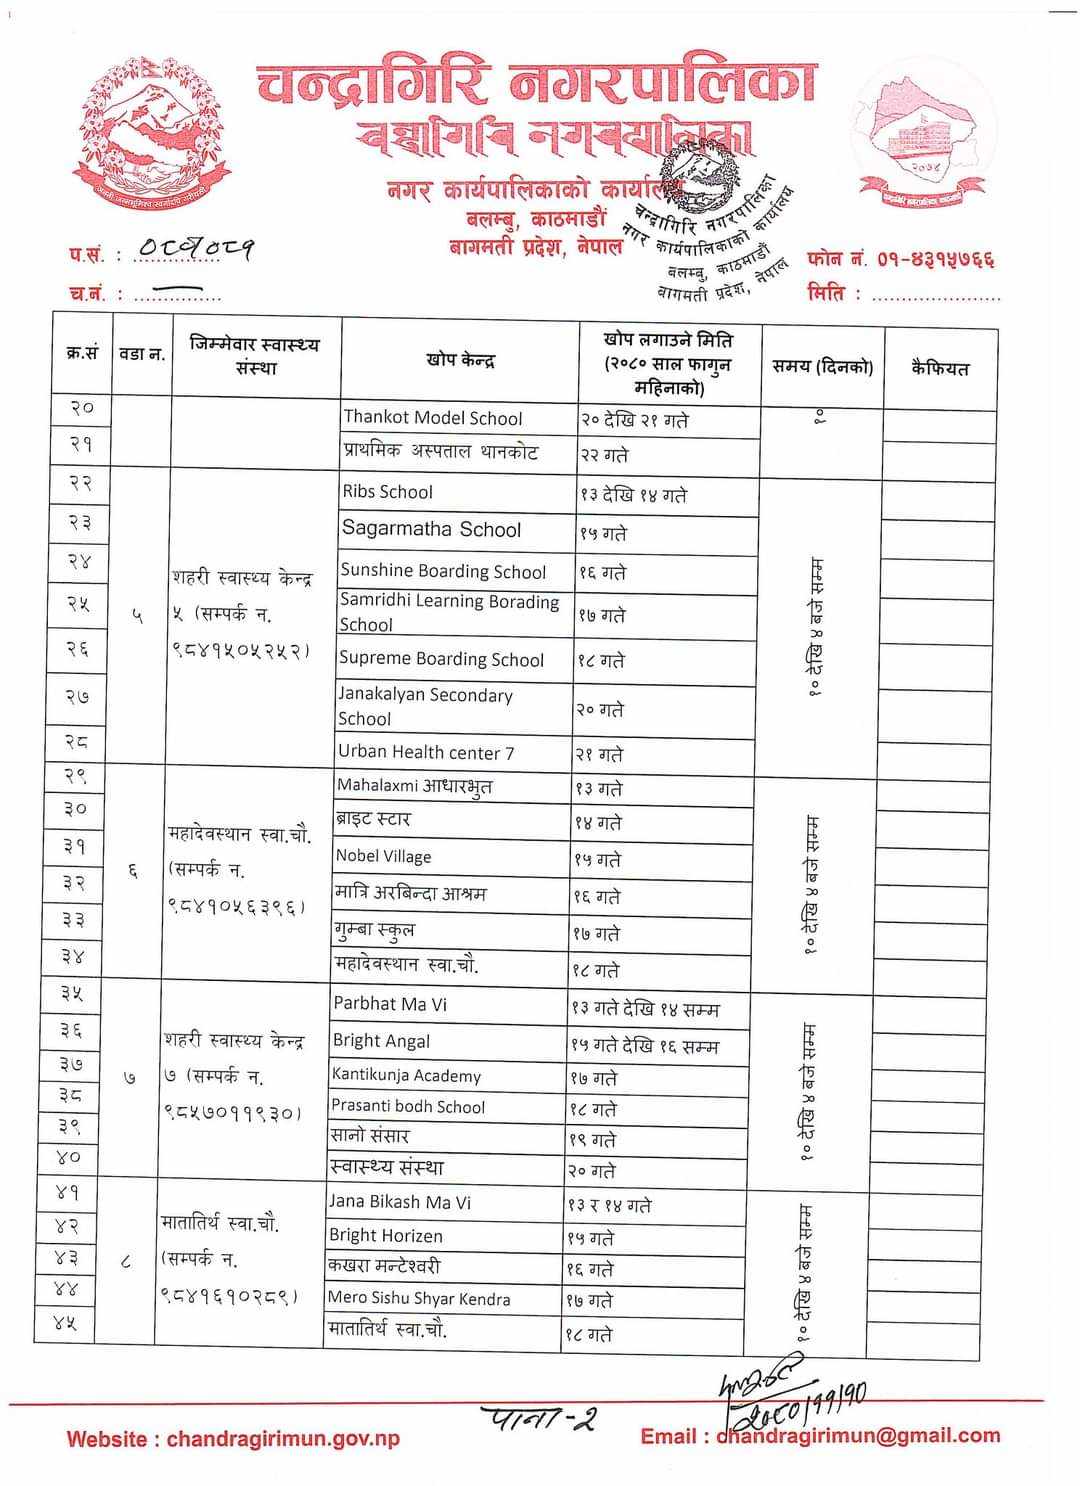 चन्द्रागिरि नगरपालिका
नगर कार्यपालिकाको कार्यालय
बलम्बु, काठमाडौं
बागमती प्रदेश, नेपाल
चन्द्रागिरि नगरपालिका
नगर कार्यपालिकाको कार्यालय
बलम्बु, काठमाडौं
बागमती प्रदेश, नेपाल
२०७४
प.सं. : ०८०/०८१
फोन नं. ०१-४३१५७६६
च.नं. : ...............
मिति : ......................
क्र.सं वडा न. जिम्मेवार स्वास्थ्य संस्था खोप केन्द्र खोप लगाउने मिति (२०८० साल फागुन महिनाको) समय (दिनको) कैफियत
२० Thankot Model School २० देखि २१ गते १०
२१ प्राथमिक अस्पताल थानकोट २२ गते
२२ ५ शहरी स्वास्थ्य केन्द्र ५ (सम्पर्क न. ९८४१५०५२५२) Ribs School १३ देखि १४ गते १० देखि ४ बजे सम्म
२३ Sagarmatha School १५ गते
२४ Sunshine Boarding School १६ गते
२५ Samridhi Learning Borading School १७ गते
२६ Supreme Boarding School १८ गते
२७ Janakalyan Secondary School २० गते
२८ Urban Health center 7 २१ गते
२९ ६ महादेवस्थान स्वा.चौ. (सम्पर्क न. ९८४१०५६३९६) Mahalaxmi आधारभुत १३ गते १० देखि ४ बजे सम्म
३० ब्राइट स्टार १४ गते
३१ Nobel Village १५ गते
३२ मात्रि अरबिन्दा आश्रम १६ गते
३३ गुम्बा स्कुल १७ गते
३४ महादेवस्थान स्वा.चौ. १८ गते
३५ ७ शहरी स्वास्थ्य केन्द्र ७ (सम्पर्क न. ९८५७०११९३०) Parbhat Ma Vi १३ गते देखि १४ सम्म १० देखि ४ बजे सम्म
३६ Bright Angal १५ गते देखि १६ सम्म
३७ Kantikunja Academy १७ गते
३८ Prasanti bodh School १८ गते
३९ सानो संसार १९ गते
४० स्वास्थ्य संस्था २० गते
४१ ८ मातातिर्थ स्वा.चौ. (सम्पर्क न. ९८४१६१०२८९) Jana Bikash Ma Vi १३ र १४ गते १० देखि ४ बजे सम्म
४२ Bright Horizen १५ गते
४३ कखरा मन्टेश्वरी १६ गते
४४ Mero Sishu Shyar Kendra १७ गते
४५ मातातिर्थ स्वा.चौ. १८ गते
२०८०/११/१०
पाना-२
Website : chandragirimun.gov.np
Email : chandragirimun@gmail.com